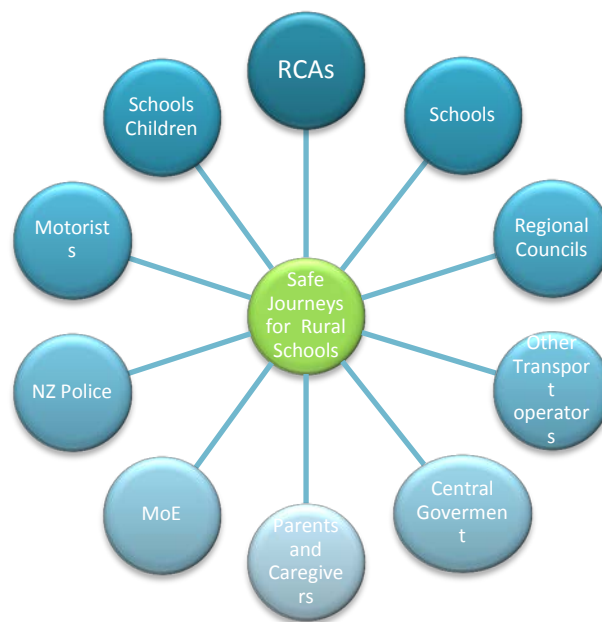 RCAs
Schools
Regional
Councils
Other
Transpor
t
operator
s
Central
Govermen
t
Parents
and
Caregive
rs
MoE
NZ Police
Motorist
s
Schools
Children
Safe
Journeys
for Rural
Schools